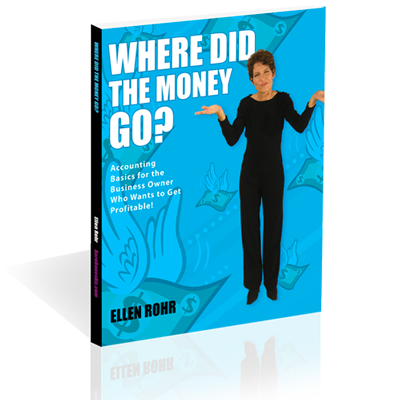 WHERE DID
THE MONEY
GO?
Accounting
Basics for the
Business Owner
Who Wants to Get
Profitable!
ELLEN ROHR
WHERE DID THE MONEY GO?
Ellen Rohr